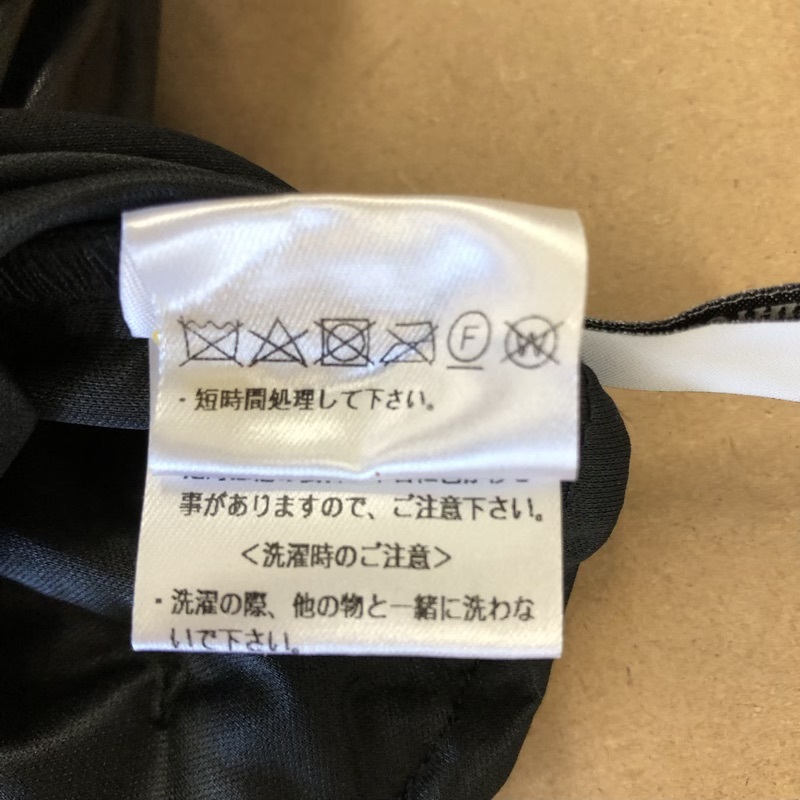 F W
・短時間処理して下さい。
事がありますので、ご注意下さい。
<洗濯時のご注意>
・洗濯の際、他の物と一緒に洗わな
いで下さい。